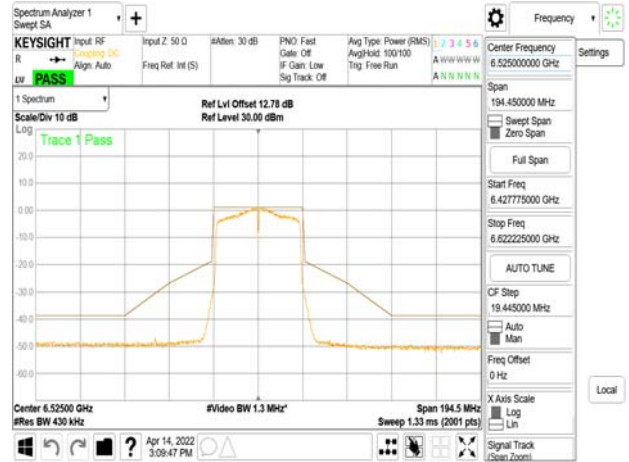 Spectrum Analyzer 1
Swept SA
+
Frequency
KEYSIGHT
R
LV PASS
Input: RF
Coupling: DC
Align: Auto
Input Z: 50 Ω
Freq Ref: Int (S)
#Atten: 30 dB
PNO: Fast
Gate: Off
IF Gain: Low
Sig Track: Off
Avg Type: Power (RMS)
Avg|Hold: 100/100
Trig: Free Run
1 2 3 4 5 6
A W W W W W
A N N N N N
1 Spectrum
Scale/Div 10 dB
Ref Lvl Offset 12.78 dB
Ref Level 30.00 dBm
Log
Trace 1 Pass
20.0
10.0
0.00
-10.0
-20.0
-30.0
-40.0
-50.0
-60.0
Center 6.52500 GHz
#Res BW 430 kHz
#Video BW 1.3 MHz*
Span 194.5 MHz
Sweep 1.33 ms (2001 pts)
Center Frequency
6.525000000 GHz
Settings
Span
194.450000 MHz
Swept Span
Zero Span
Full Span
Start Freq
6.427775000 GHz
Stop Freq
6.622225000 GHz
AUTO TUNE
CF Step
19.445000 MHz
Auto
Man
Freq Offset
0 Hz
X Axis Scale
Log
Lin
Local
Signal Track
(Span Zoom)
?
Apr 14, 2022
3:09:47 PM